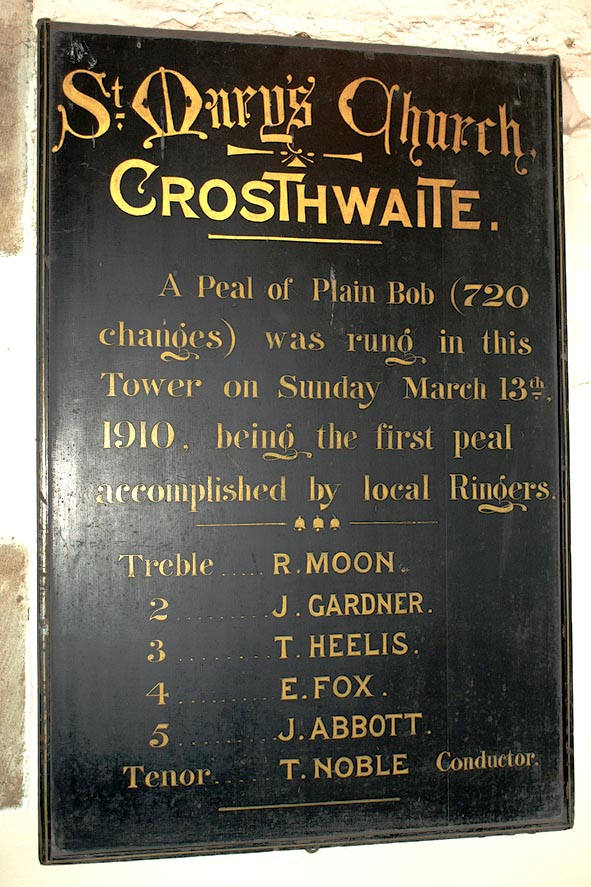 St. Mary's Church,
CROSTHWAITE.
A Peal of Plain Bob (720
changes) was rung in this
Tower on Sunday March 13th,
1910, being the first peal
accomplished by local Ringers.
Treble ..... R. MOON.
2 ......... J. GARDNER.
3 ......... T. HEELIS.
4 ......... E. FOX.
5 ......... J. ABBOTT.
Tenor ...... T. NOBLE Conductor.